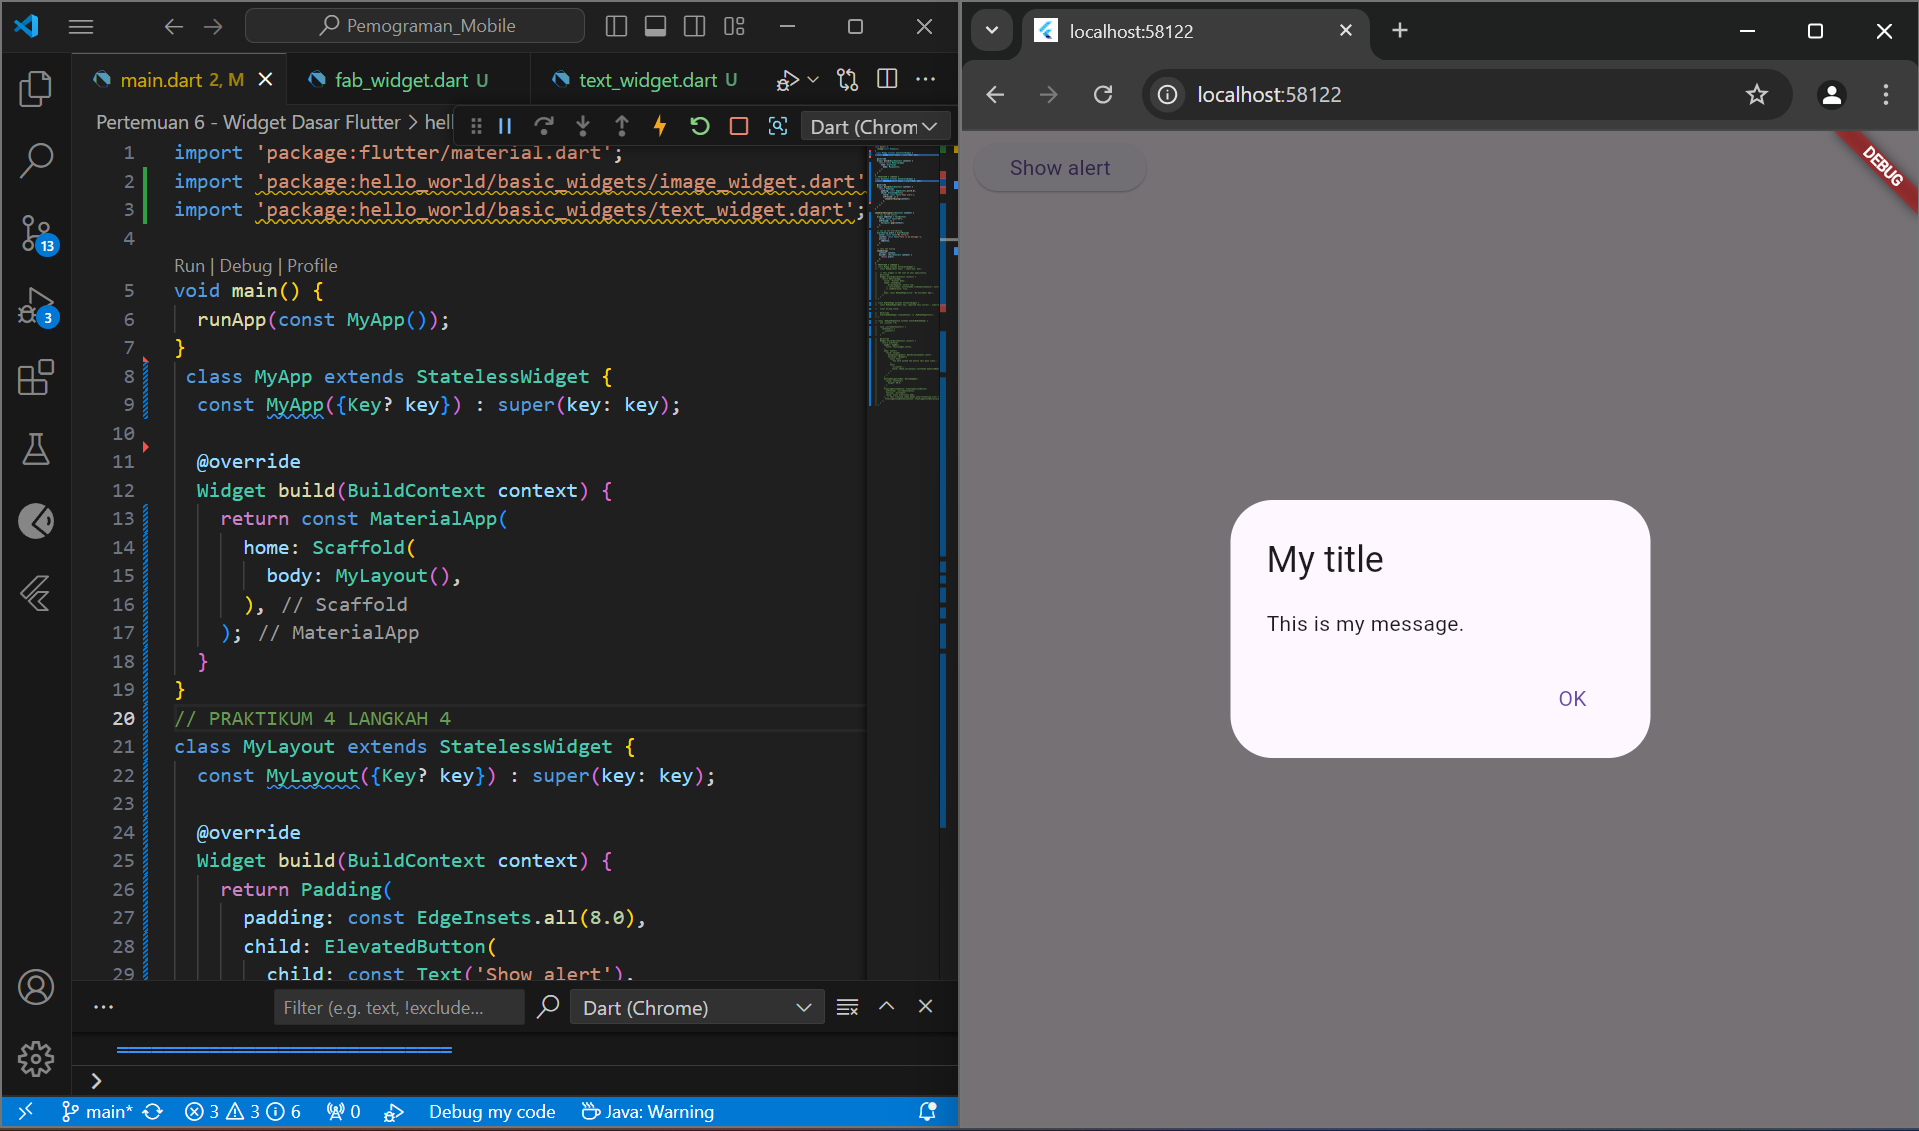 Pemograman_Mobile
main.dart 2, M
fab_widget.dart U
text_widget.dart U
Pertemuan 6 - Widget Dasar Flutter > hell
Dart (Chrom
1 import 'package:flutter/material.dart';
2 import 'package:hello_world/basic_widgets/image_widget.dart'
3 import 'package:hello_world/basic_widgets/text_widget.dart';
4
Run | Debug | Profile
5 void main() {
6 runApp(const MyApp());
7 }
8 class MyApp extends StatelessWidget {
9 const MyApp({Key? key}) : super(key: key);
10
11 @override
12 Widget build(BuildContext context) {
13 return const MaterialApp(
14 home: Scaffold(
15 body: MyLayout(),
16 ), // Scaffold
17 ); // MaterialApp
18 }
19 }
20 // PRAKTIKUM 4 LANGKAH 4
21 class MyLayout extends StatelessWidget {
22 const MyLayout({Key? key}) : super(key: key);
23
24 @override
25 Widget build(BuildContext context) {
26 return Padding(
27 padding: const EdgeInsets.all(8.0),
28 child: ElevatedButton(
29 child: const Text('Show alert'),
13
3
Filter (e.g. text, !exclude...
Dart (Chrome)
════════════════════════════
>
main* 3 3 6 0 Debug my code Java: Warning
localhost:58122
localhost:58122
Show alert
DEBUG
My title
This is my message.
OK